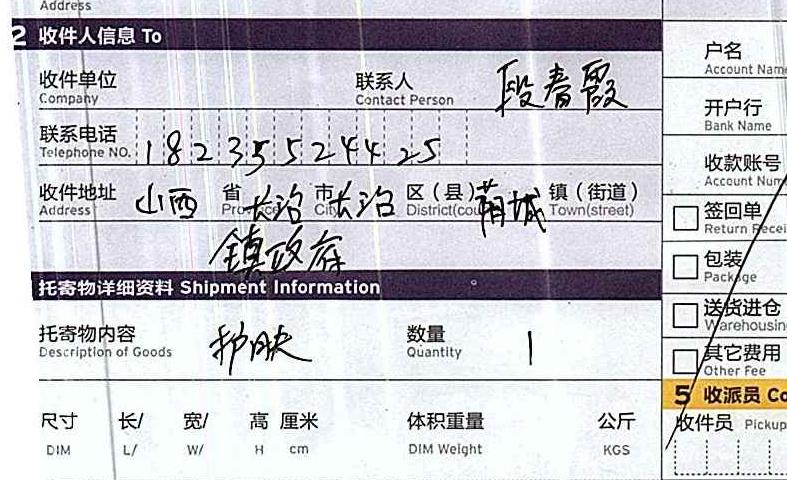 Address
2 收件人信息 To
户名
Account Name
收件单位 联系人 段春霞
Company Contact Person
开户行
Bank Name
联系电话 18235524425
Telephone NO.
收款账号
Account Num
收件地址 山西 省 长治 市 长治 区（县） 荫城 镇（街道）
Address Province City District(cou Town(street)
签回单
Return Recei
镇政府
包装
Package
托寄物详细资料 Shipment Information
送货进仓
Warehousin
托寄物内容 护肤 数量 1
Description of Goods Quantity
其它费用
Other Fee
5 收派员 Co
尺寸 长/ 宽/ 高 厘米 体积重量 公斤
DIM L/ W/ H cm DIM Weight KGS
收件员 Pickup